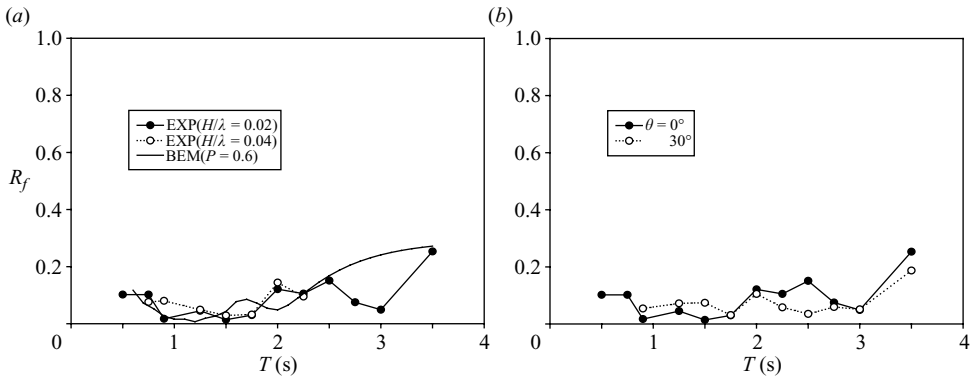 (a)
1.0
0.8
0.6
0.4
0.2
0
R_f
EXP(H/λ = 0.02)
EXP(H/λ = 0.04)
BEM(P = 0.6)
1 2 3 4
T (s)
(b)
1.0
0.8
0.6
0.4
0.2
0
θ = 0°
30°
1 2 3 4
T (s)